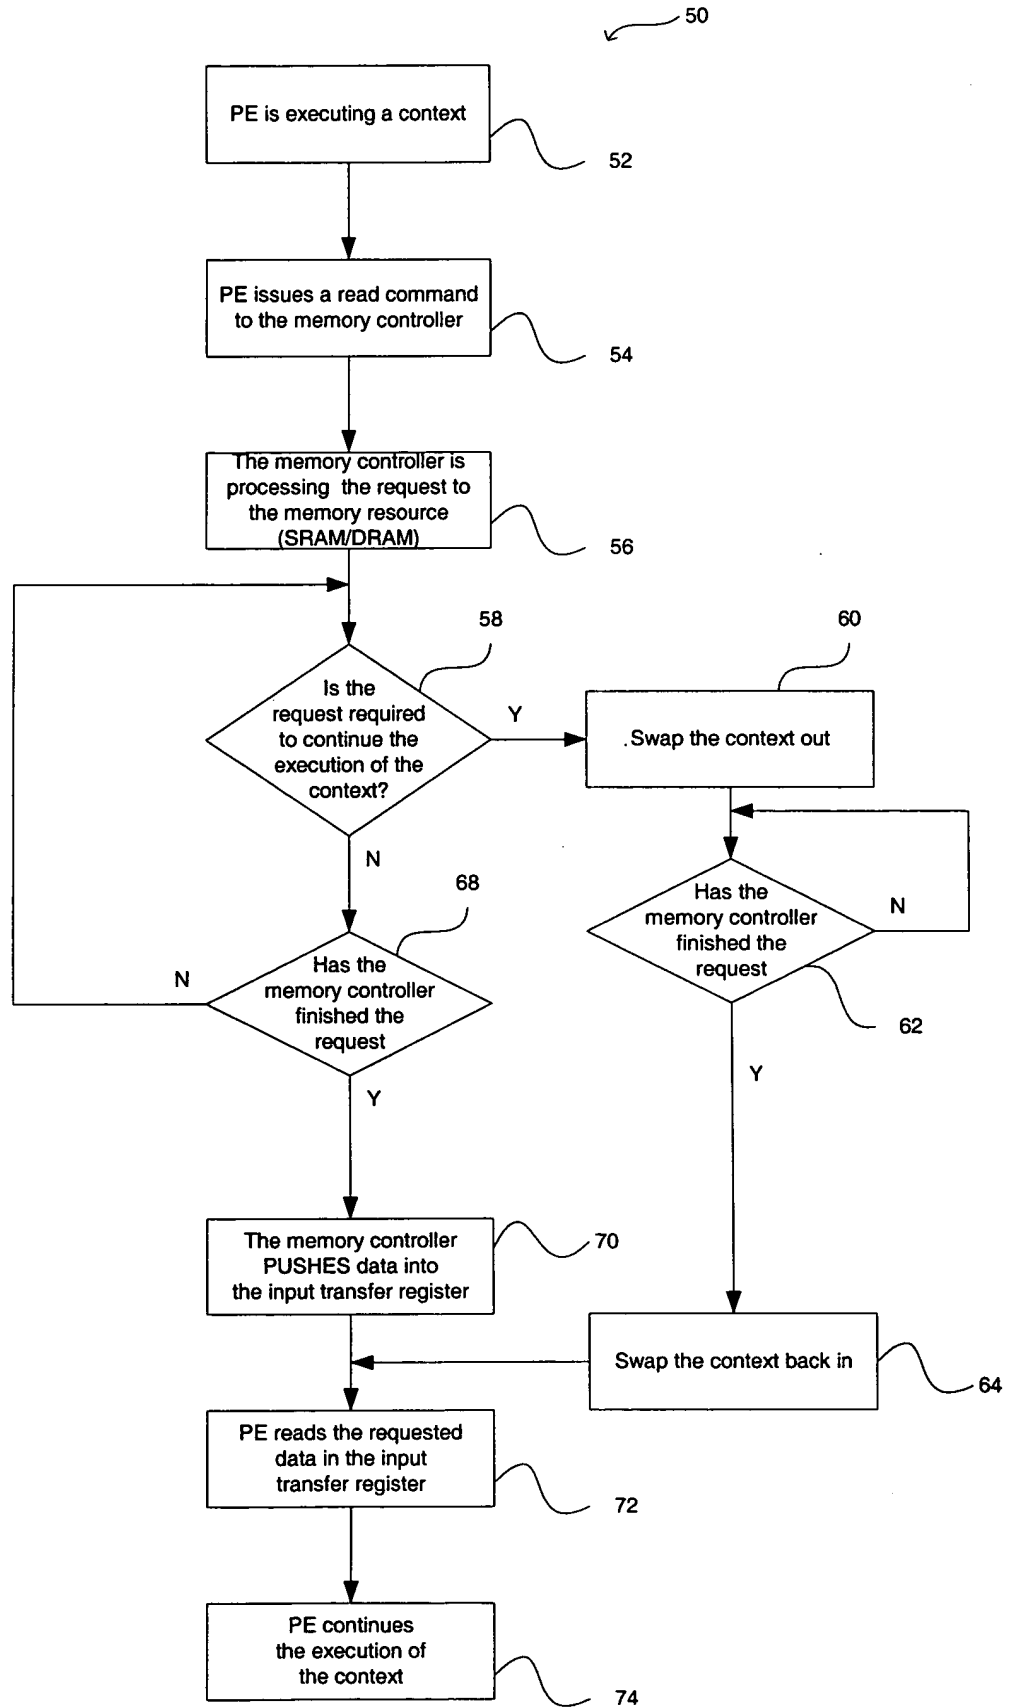 50
PE is executing a context
52
PE issues a read command
to the memory controller
54
The memory controller is
processing the request to
the memory resource
(SRAM/DRAM)
56
58
Is the
request required
to continue the
execution of the
context?
Y
N
60
.Swap the context out
Has the
memory controller
finished the
request
N
62
Y
68
Has the
memory controller
finished the
request
N
Y
The memory controller
PUSHES data into
the input transfer register
70
Swap the context back in
64
PE reads the requested
data in the input
transfer register
72
PE continues
the execution of
the context
74